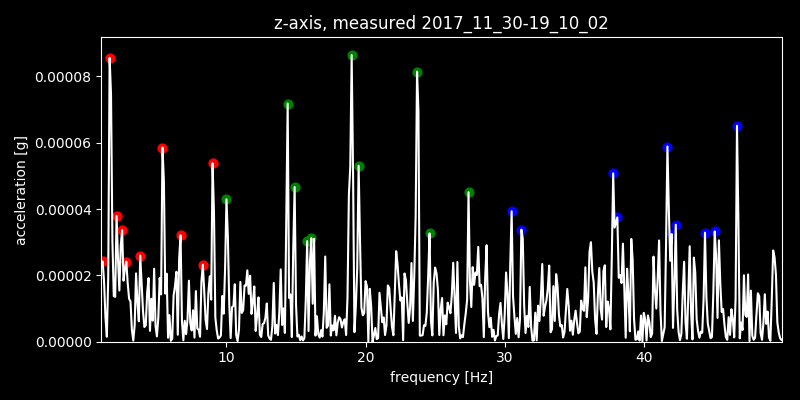 z-axis, measured 2017_11_30-19_10_02
acceleration [g]
0.00008
0.00006
0.00004
0.00002
0.00000
10 20 30 40
frequency [Hz]